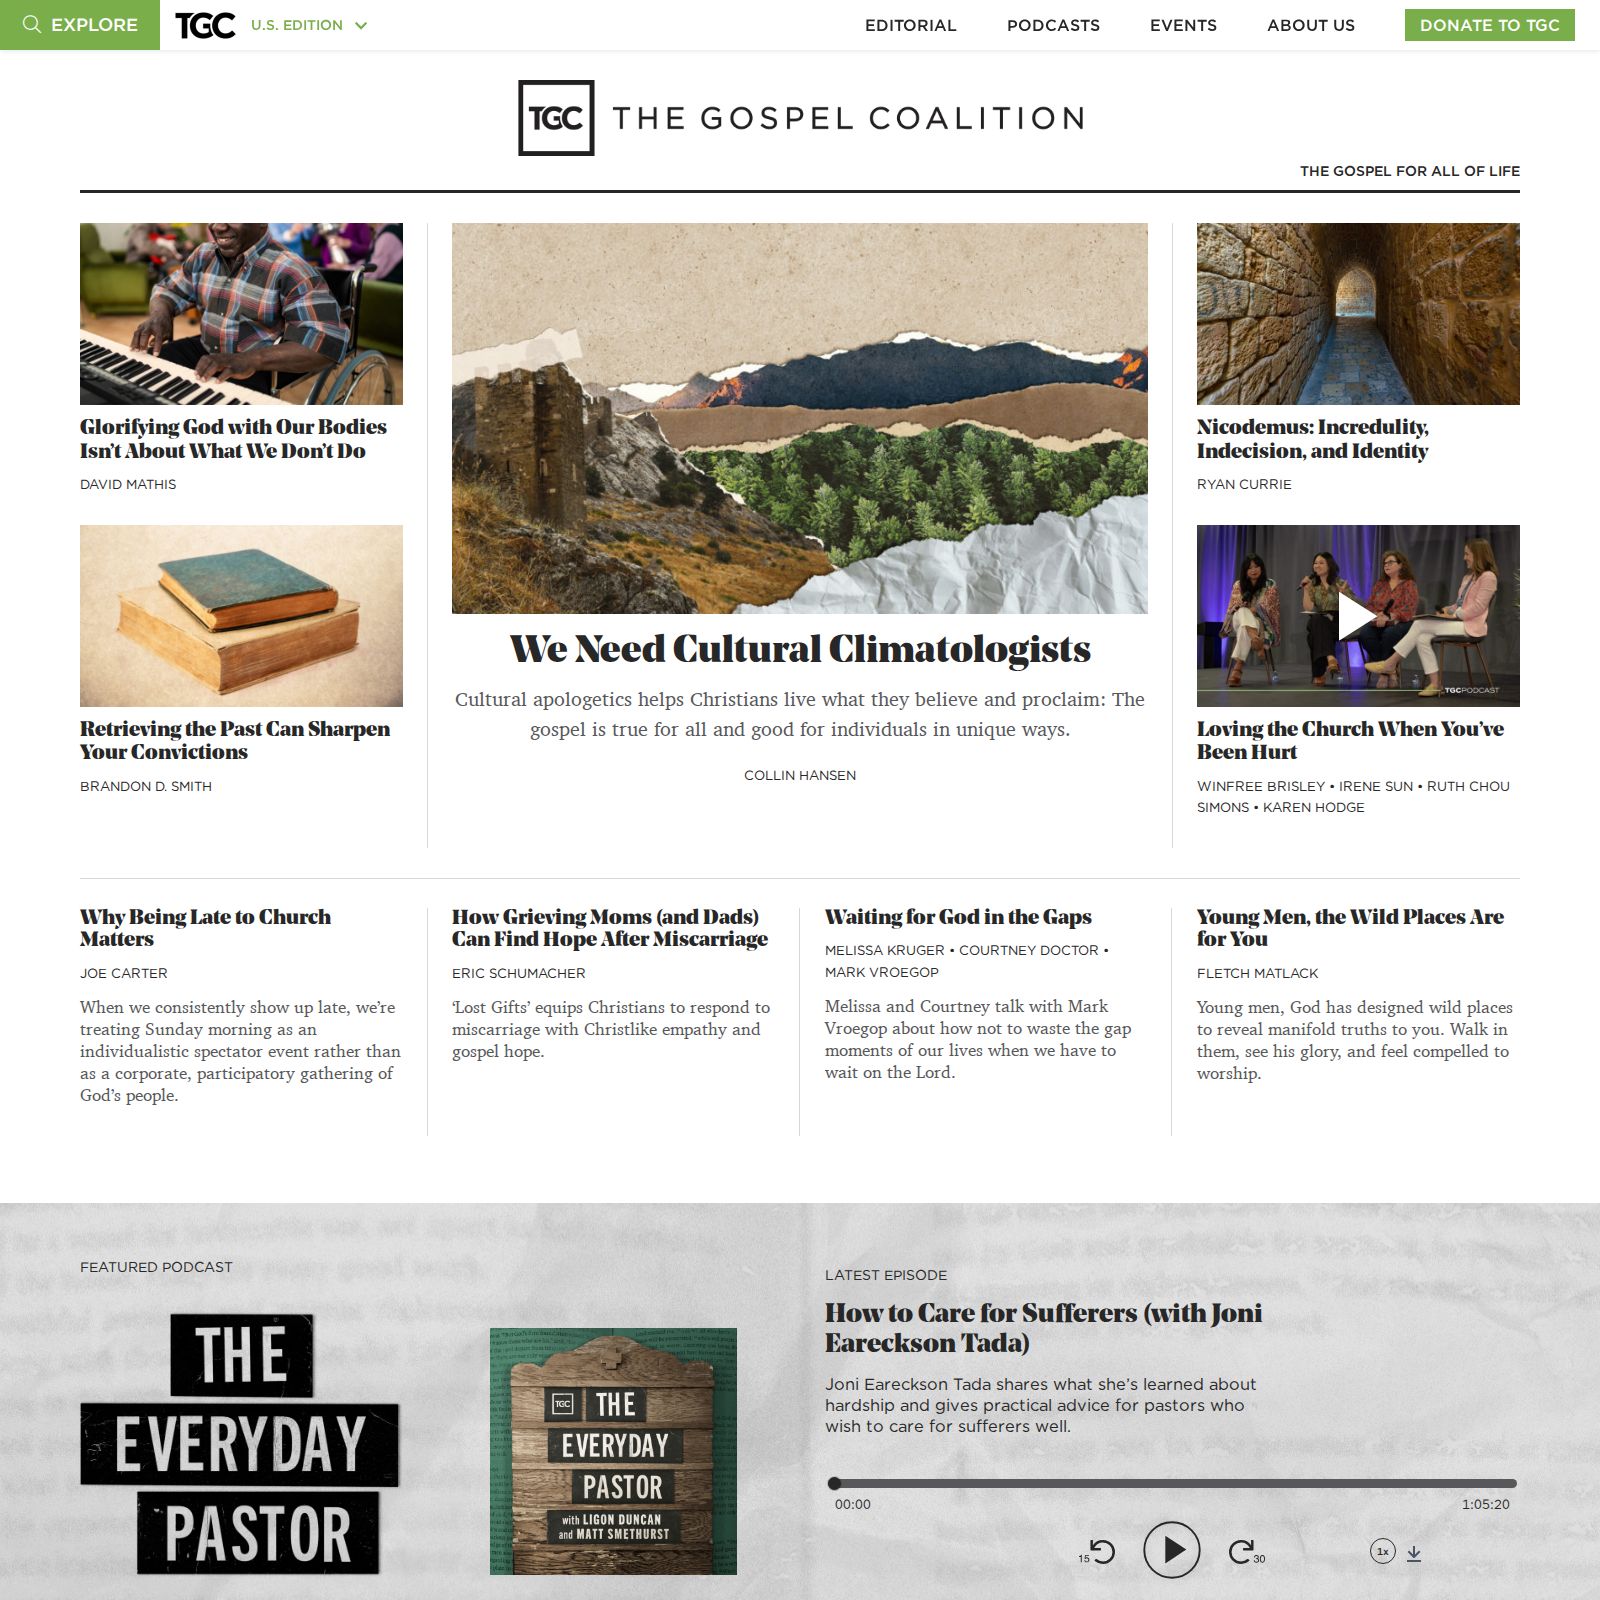 EXPLORE
TGC
U.S. EDITION
EDITORIAL
PODCASTS
EVENTS
ABOUT US
DONATE TO TGC
TGC
THE GOSPEL COALITION
THE GOSPEL FOR ALL OF LIFE
Glorifying God with Our Bodies
Isn’t About What We Don’t Do
DAVID MATHIS
Retrieving the Past Can Sharpen
Your Convictions
BRANDON D. SMITH
We Need Cultural Climatologists
Cultural apologetics helps Christians live what they believe and proclaim: The
gospel is true for all and good for individuals in unique ways.
COLLIN HANSEN
Nicodemus: Incredulity,
Indecision, and Identity
RYAN CURRIE
TGCPODCAST
Loving the Church When You’ve
Been Hurt
WINFREE BRISLEY • IRENE SUN • RUTH CHOU
SIMONS • KAREN HODGE
Why Being Late to Church
Matters
JOE CARTER
When we consistently show up late, we’re
treating Sunday morning as an
individualistic spectator event rather than
as a corporate, participatory gathering of
God’s people.
How Grieving Moms (and Dads)
Can Find Hope After Miscarriage
ERIC SCHUMACHER
‘Lost Gifts’ equips Christians to respond to
miscarriage with Christlike empathy and
gospel hope.
Waiting for God in the Gaps
MELISSA KRUGER • COURTNEY DOCTOR •
MARK VROEGOP
Melissa and Courtney talk with Mark
Vroegop about how not to waste the gap
moments of our lives when we have to
wait on the Lord.
Young Men, the Wild Places Are
for You
FLETCH MATLACK
Young men, God has designed wild places
to reveal manifold truths to you. Walk in
them, see his glory, and feel compelled to
worship.
FEATURED PODCAST
THE
EVERYDAY
PASTOR
TGC
THE
EVERYDAY
PASTOR
with LIGON DUNCAN
and MATT SMETHURST
LATEST EPISODE
How to Care for Sufferers (with Joni
Eareckson Tada)
Joni Eareckson Tada shares what she’s learned about
hardship and gives practical advice for pastors who
wish to care for sufferers well.
00:00
1:05:20
15
30
1x